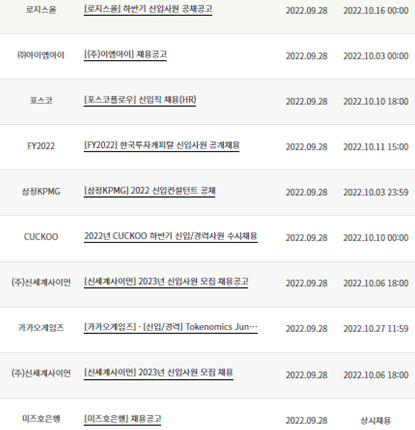 로지스올 [로지스올] 하반기 신입사원 공채공고 2022.09.28 2022.10.16 00:00
㈜아이엠아이 [(주)이엠아이] 채용공고 2022.09.28 2022.10.03 00:00
포스코 [포스코플로우] 신입직 채용(HR) 2022.09.28 2022.10.10 18:00
FY2022 [FY2022] 한국투자캐피탈 신입사원 공개채용 2022.09.28 2022.10.11 15:00
삼정KPMG [삼정KPMG] 2022 신입컨설턴트 공채 2022.09.28 2022.10.03 23:59
CUCKOO 2022년 CUCKOO 하반기 신입/경력사원 수시채용 2022.09.28 2022.10.10 00:00
(주)신세계사이먼 [신세계사이먼] 2023년 신입사원 모집 채용공고 2022.09.28 2022.10.06 18:00
카카오게임즈 [카카오게임즈] - [신입/경력] Tokenomics Jun… 2022.09.28 2022.10.27 11:59
(주)신세계사이먼 [신세계사이먼] 2023년 신입사원 모집 채용 2022.09.28 2022.10.06 18:00
미즈호은행 [미즈호은행] 채용공고 2022.09.28 상시채용